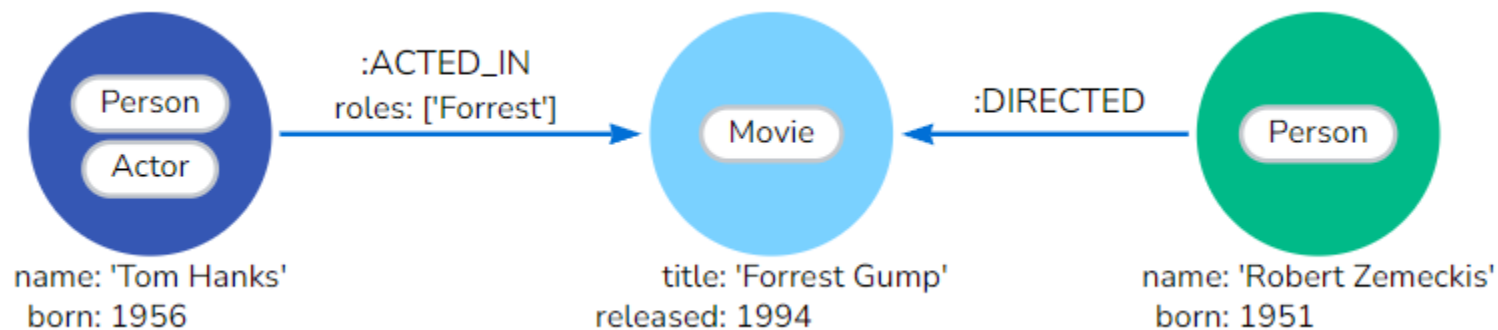 Person
Actor
name: 'Tom Hanks'
born: 1956
:ACTED_IN
roles: ['Forrest']
Movie
title: 'Forrest Gump'
released: 1994
:DIRECTED
Person
name: 'Robert Zemeckis'
born: 1951